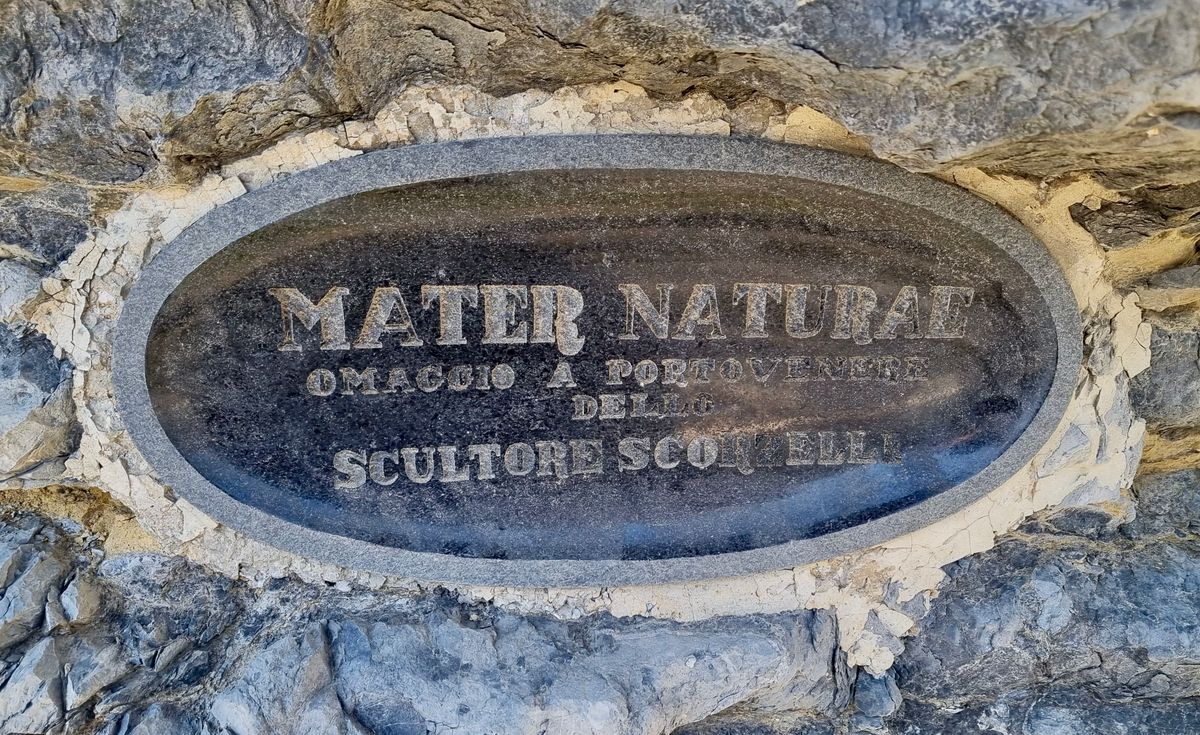 MATER NATURAE
OMAGGIO A PORTOVENERE
DELLO
SCULTORE SCORZELLI